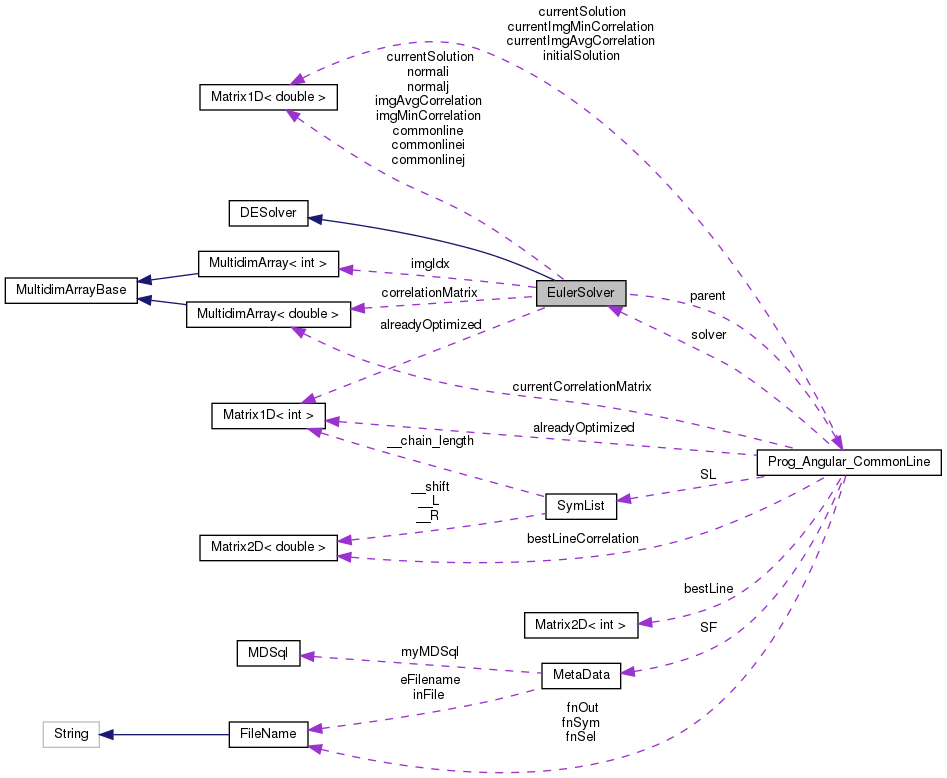 currentSolution
currentImgMinCorrelation
currentImgAvgCorrelation
initialSolution
currentSolution
normali
normalj
imgAvgCorrelation
imgMinCorrelation
commonline
commonlinei
commonlinej
Matrix1D< double >
DESolver
MultidimArray< int >
imgIdx
MultidimArrayBase
EulerSolver
correlationMatrix
parent
MultidimArray< double >
alreadyOptimized
solver
currentCorrelationMatrix
Matrix1D< int >
alreadyOptimized
__chain_length
Prog_Angular_CommonLine
SL
__shift
__L
__R
SymList
Matrix2D< double >
bestLineCorrelation
bestLine
Matrix2D< int >
SF
MDSql
myMDSql
MetaData
eFilename
inFile
fnOut
fnSym
fnSel
String
FileName